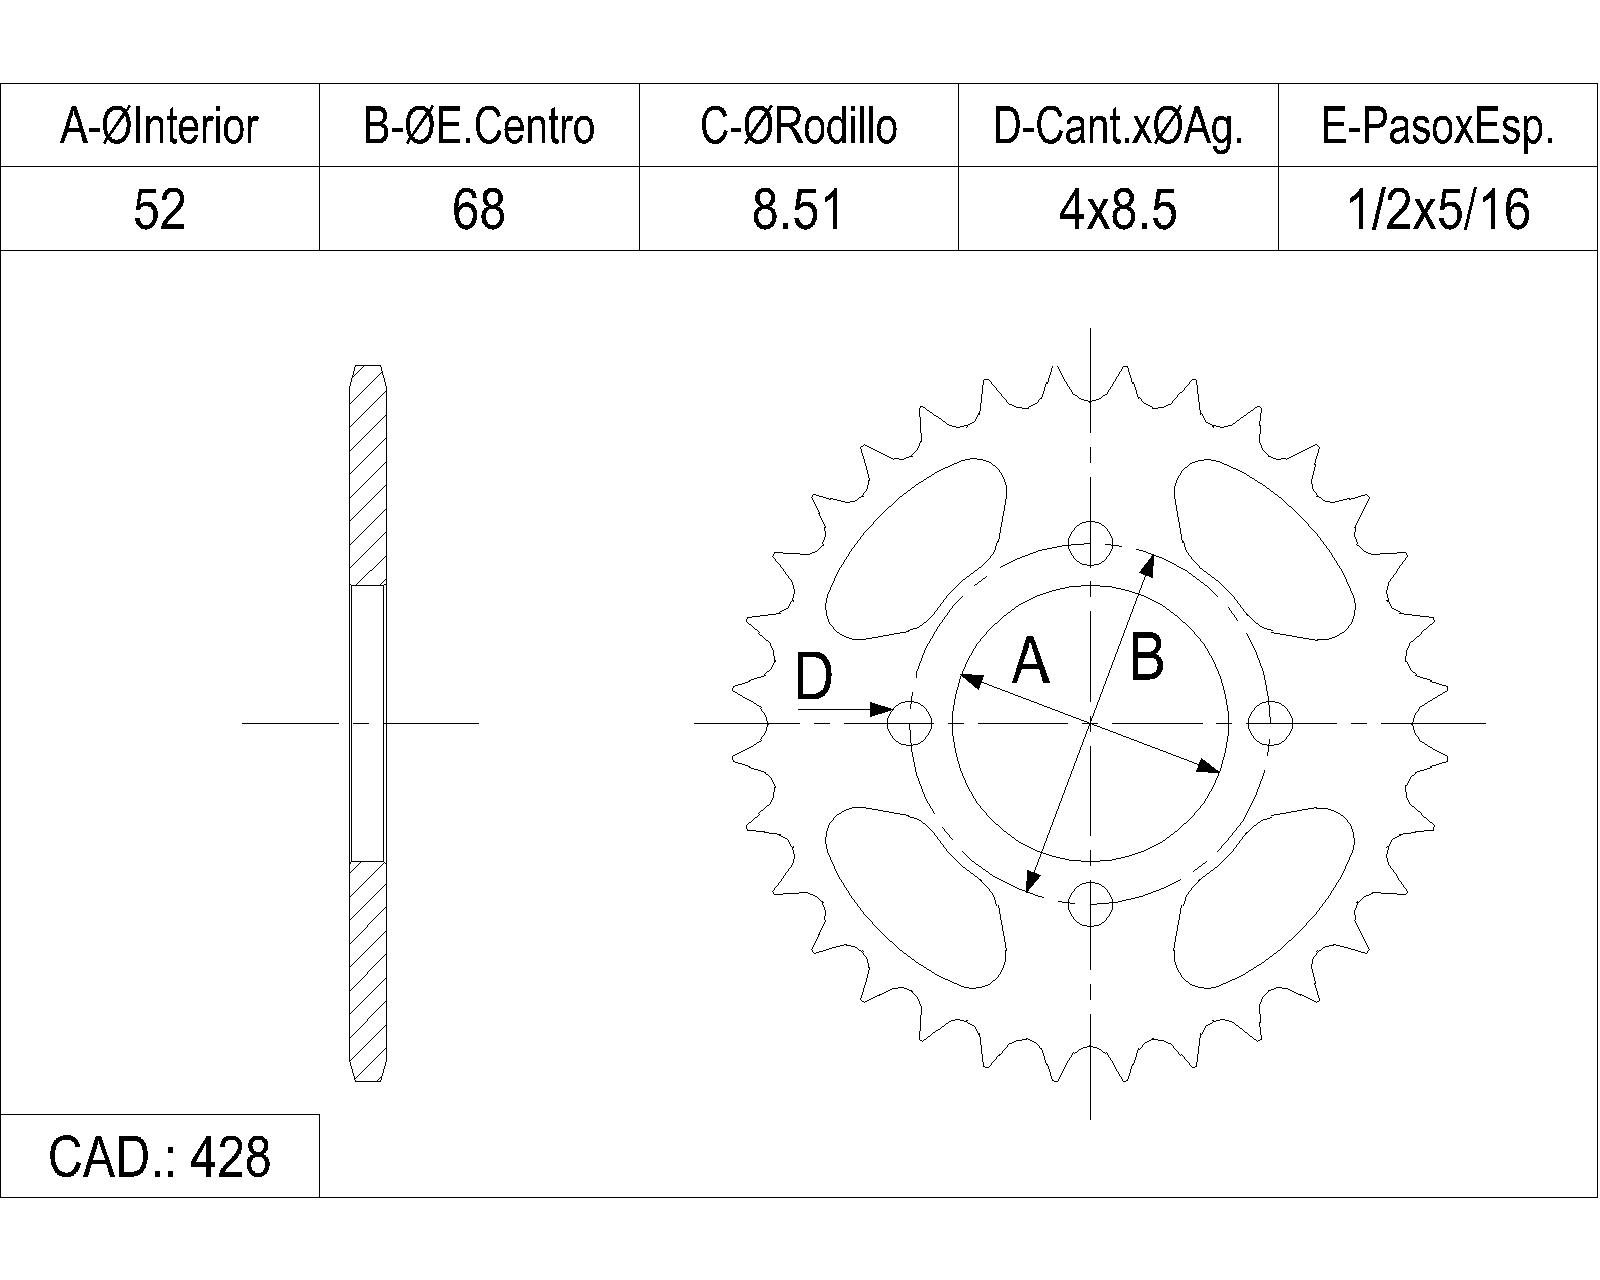 A-ØInterior B-ØE.Centro C-ØRodillo D-Cant.xØAg. E-PasoxEsp.
52 68 8.51 4x8.5 1/2x5/16
A B
D
CAD.: 428